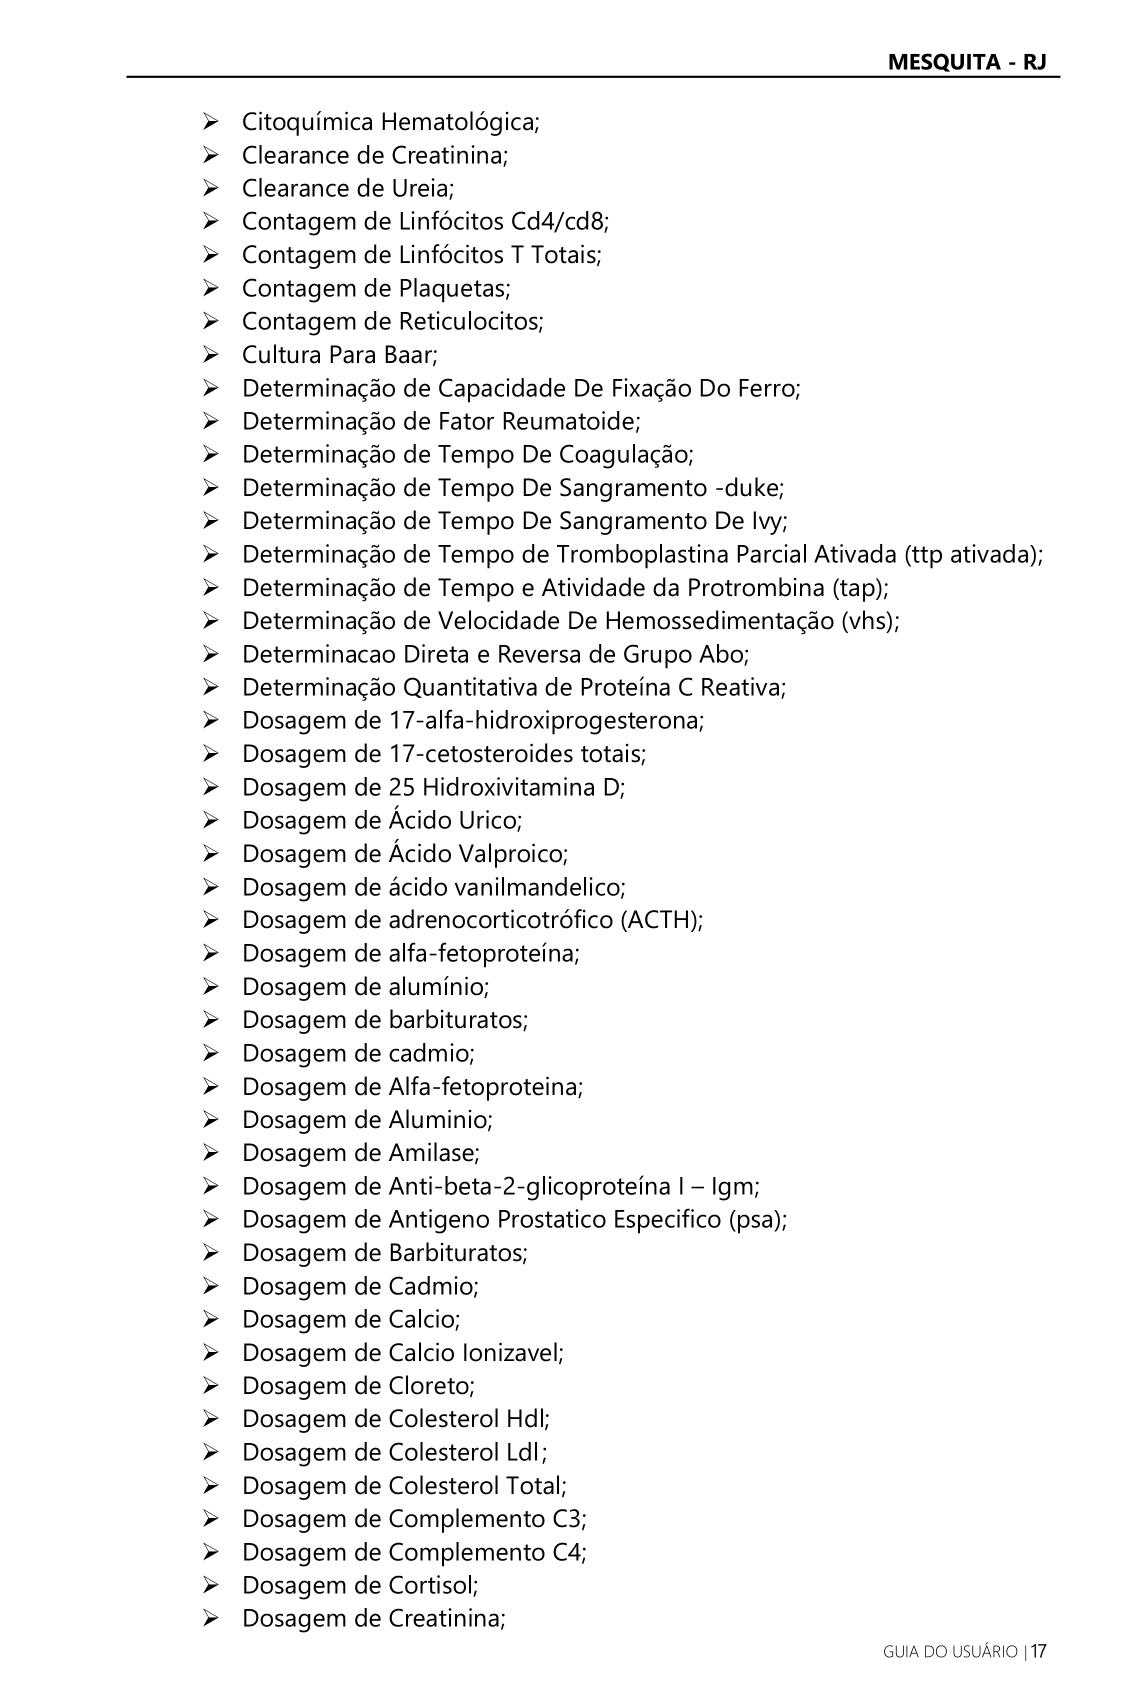 MESQUITA - RJ
➢ Citoquímica Hematológica;
➢ Clearance de Creatinina;
➢ Clearance de Ureia;
➢ Contagem de Linfócitos Cd4/cd8;
➢ Contagem de Linfócitos T Totais;
➢ Contagem de Plaquetas;
➢ Contagem de Reticulocitos;
➢ Cultura Para Baar;
➢ Determinação de Capacidade De Fixação Do Ferro;
➢ Determinação de Fator Reumatoide;
➢ Determinação de Tempo De Coagulação;
➢ Determinação de Tempo De Sangramento -duke;
➢ Determinação de Tempo De Sangramento De Ivy;
➢ Determinação de Tempo de Tromboplastina Parcial Ativada (ttp ativada);
➢ Determinação de Tempo e Atividade da Protrombina (tap);
➢ Determinação de Velocidade De Hemossedimentação (vhs);
➢ Determinacao Direta e Reversa de Grupo Abo;
➢ Determinação Quantitativa de Proteína C Reativa;
➢ Dosagem de 17-alfa-hidroxiprogesterona;
➢ Dosagem de 17-cetosteroides totais;
➢ Dosagem de 25 Hidroxivitamina D;
➢ Dosagem de Ácido Urico;
➢ Dosagem de Ácido Valproico;
➢ Dosagem de ácido vanilmandelico;
➢ Dosagem de adrenocorticotrófico (ACTH);
➢ Dosagem de alfa-fetoproteína;
➢ Dosagem de alumínio;
➢ Dosagem de barbituratos;
➢ Dosagem de cadmio;
➢ Dosagem de Alfa-fetoproteina;
➢ Dosagem de Aluminio;
➢ Dosagem de Amilase;
➢ Dosagem de Anti-beta-2-glicoproteína I – Igm;
➢ Dosagem de Antigeno Prostatico Especifico (psa);
➢ Dosagem de Barbituratos;
➢ Dosagem de Cadmio;
➢ Dosagem de Calcio;
➢ Dosagem de Calcio Ionizavel;
➢ Dosagem de Cloreto;
➢ Dosagem de Colesterol Hdl;
➢ Dosagem de Colesterol Ldl;
➢ Dosagem de Colesterol Total;
➢ Dosagem de Complemento C3;
➢ Dosagem de Complemento C4;
➢ Dosagem de Cortisol;
➢ Dosagem de Creatinina;
GUIA DO USUÁRIO | 17